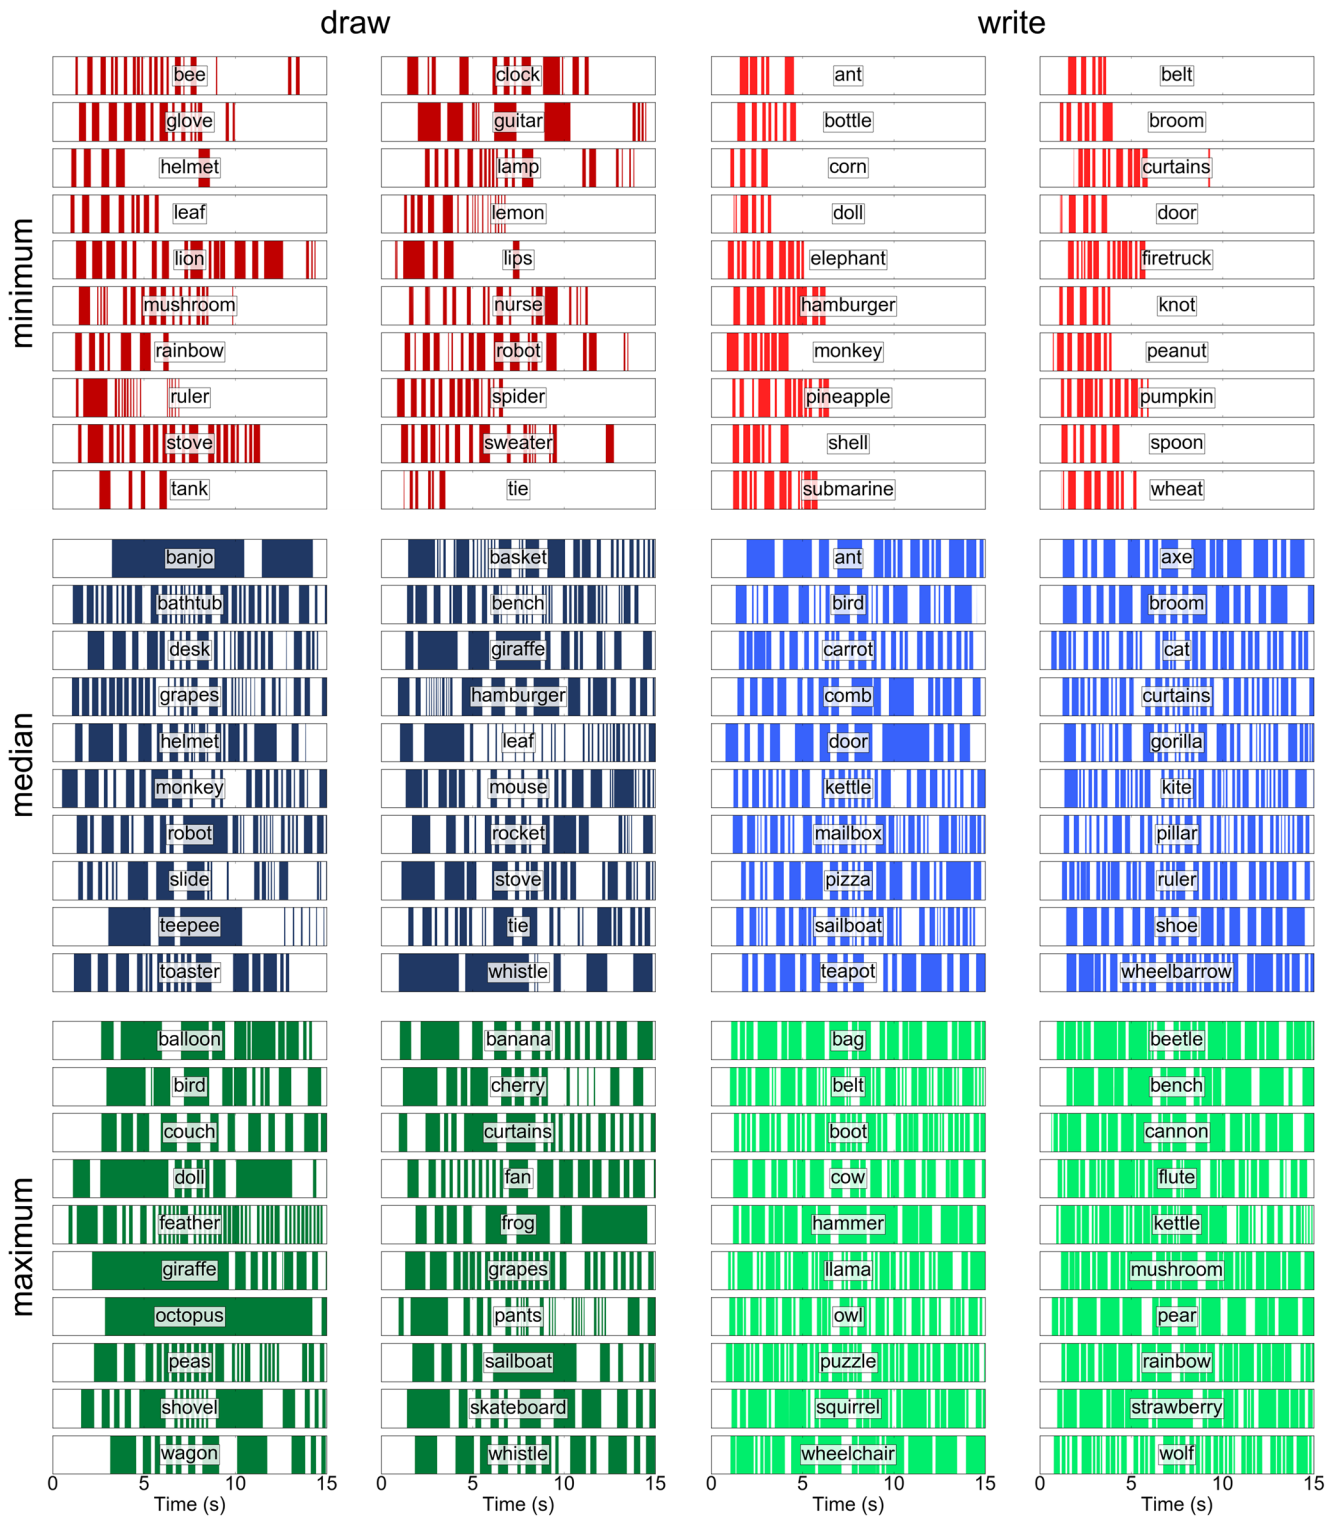 draw write
minimum
bee clock ant belt
glove guitar bottle broom
helmet lamp corn curtains
leaf lemon doll door
lion lips elephant firetruck
mushroom nurse hamburger knot
rainbow robot monkey peanut
ruler spider pineapple pumpkin
stove sweater shell spoon
tank tie submarine wheat
median
banjo basket ant axe
bathtub bench bird broom
desk giraffe carrot cat
grapes hamburger comb curtains
helmet leaf door gorilla
monkey mouse kettle kite
robot rocket mailbox pillar
slide stove pizza ruler
teepee tie sailboat shoe
toaster whistle teapot wheelbarrow
maximum
balloon banana bag beetle
bird cherry belt bench
couch curtains boot cannon
doll fan cow flute
feather frog hammer kettle
giraffe grapes llama mushroom
octopus pants owl pear
peas sailboat puzzle rainbow
shovel skateboard squirrel strawberry
wagon whistle wheelchair wolf
0 5 10 15 0 5 10 15 0 5 10 15 0 5 10 15
Time (s) Time (s) Time (s) Time (s)